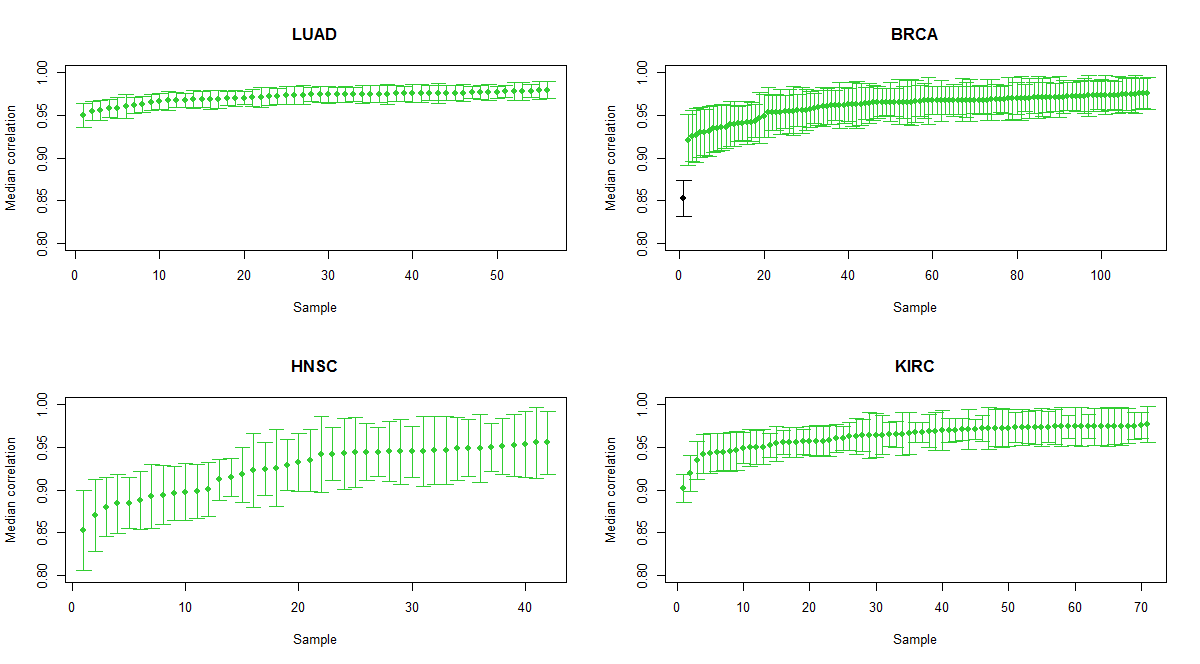 LUAD
Median correlation
1.00
0.95
0.90
0.85
0.80
0 10 20 30 40 50
Sample
BRCA
Median correlation
1.00
0.95
0.90
0.85
0.80
0 20 40 60 80 100
Sample
HNSC
Median correlation
1.00
0.95
0.90
0.85
0.80
0 10 20 30 40
Sample
KIRC
Median correlation
1.00
0.95
0.90
0.85
0.80
0 10 20 30 40 50 60 70
Sample